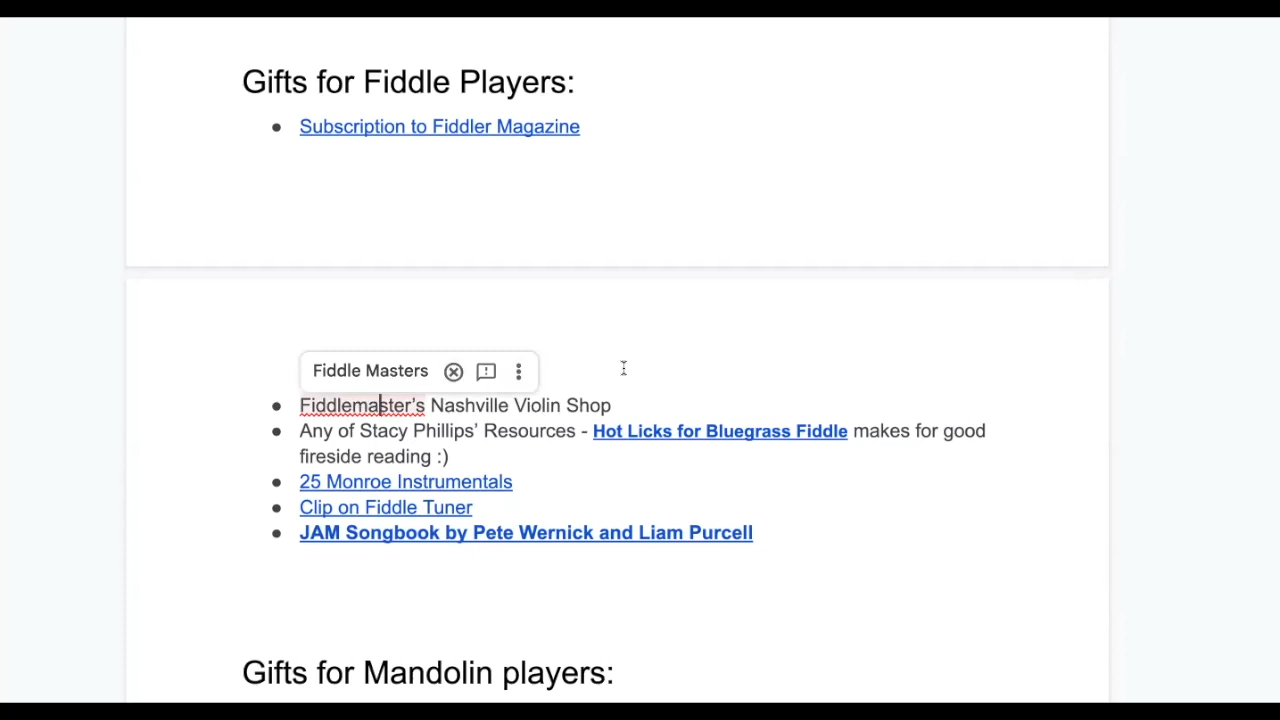 Gifts for Fiddle Players:
● Subscription to Fiddler Magazine
Fiddle Masters
● Fiddlemaster’s Nashville Violin Shop
● Any of Stacy Phillips’ Resources - Hot Licks for Bluegrass Fiddle makes for good
fireside reading :)
● 25 Monroe Instrumentals
● Clip on Fiddle Tuner
● JAM Songbook by Pete Wernick and Liam Purcell
Gifts for Mandolin players: